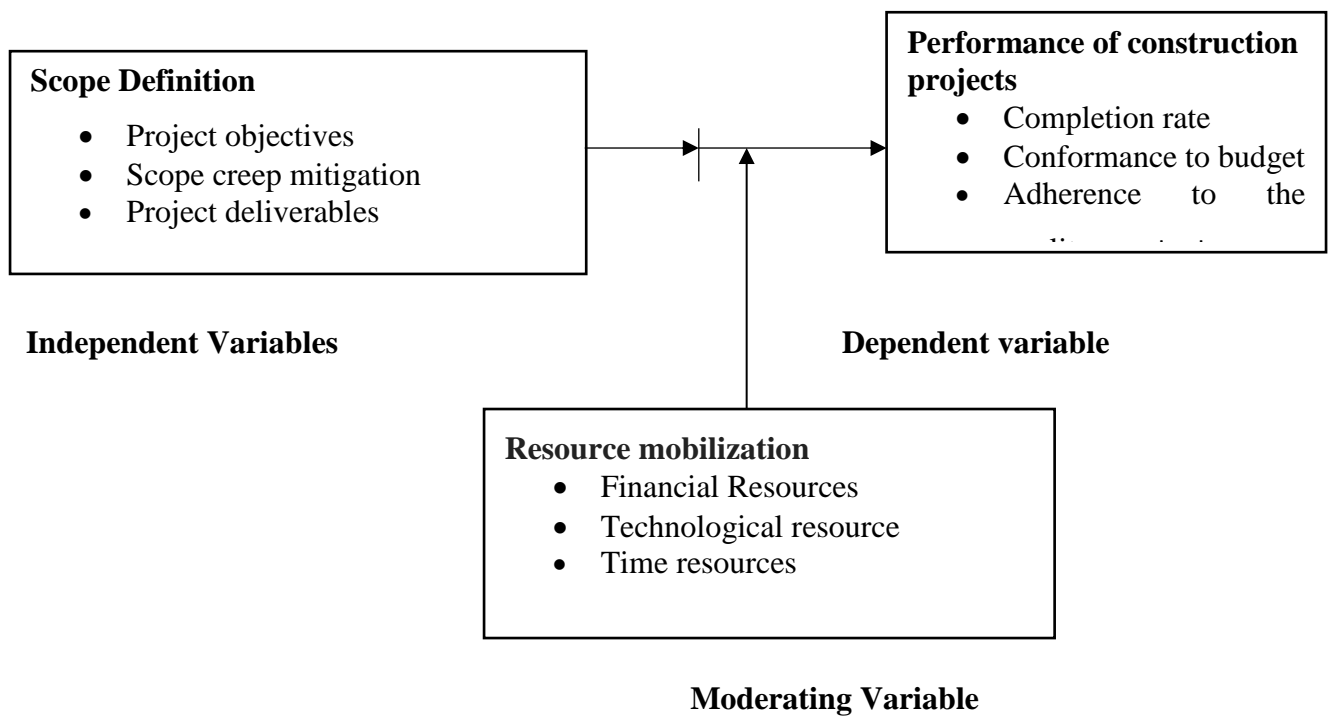 Scope Definition
• Project objectives
• Scope creep mitigation
• Project deliverables
Performance of construction
projects
• Completion rate
• Conformance to budget
• Adherence to the
Independent Variables
Dependent variable
Resource mobilization
• Financial Resources
• Technological resource
• Time resources
Moderating Variable